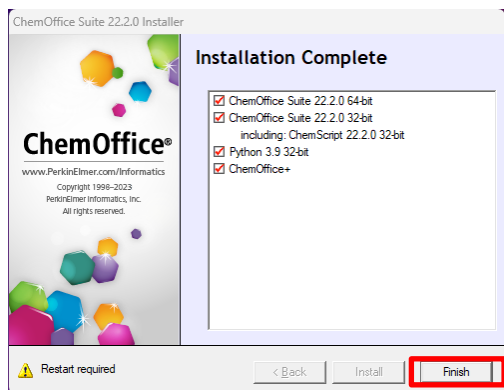 ChemOffice Suite 22.2.0 Installer
Installation Complete
ChemOffice Suite 22.2.0 64-bit
ChemOffice Suite 22.2.0 32-bit
including: ChemScript 22.2.0 32-bit
Python 3.9 32-bit
ChemOffice+
ChemOffice®
www.PerkinElmer.com/Informatics
Copyright 1998–2023
PerkinElmer Informatics, Inc.
All rights reserved.
Restart required
< Back
Install
Finish